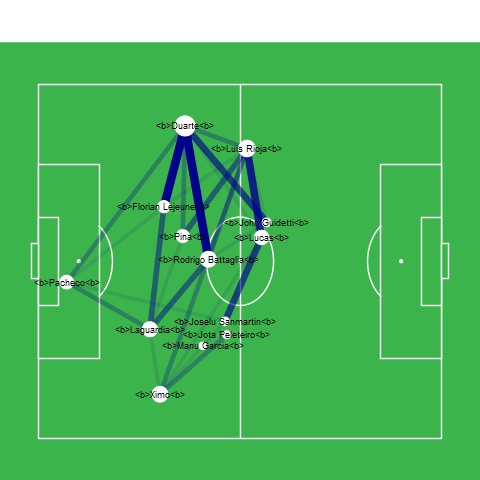 <b>Duarte<b>
<b>Luis Rioja<b>
<b>Florian Lejeune<b>
<b>John Guidetti<b>
<b>Pina<b>
<b>Lucas<b>
<b>Rodrigo Battaglia<b>
<b>Pacheco<b>
<b>Joselu Sanmartin<b>
<b>Laguardia<b>
<b>Jota Peleteiro<b>
<b>Manu Garcia<b>
<b>Ximo<b>